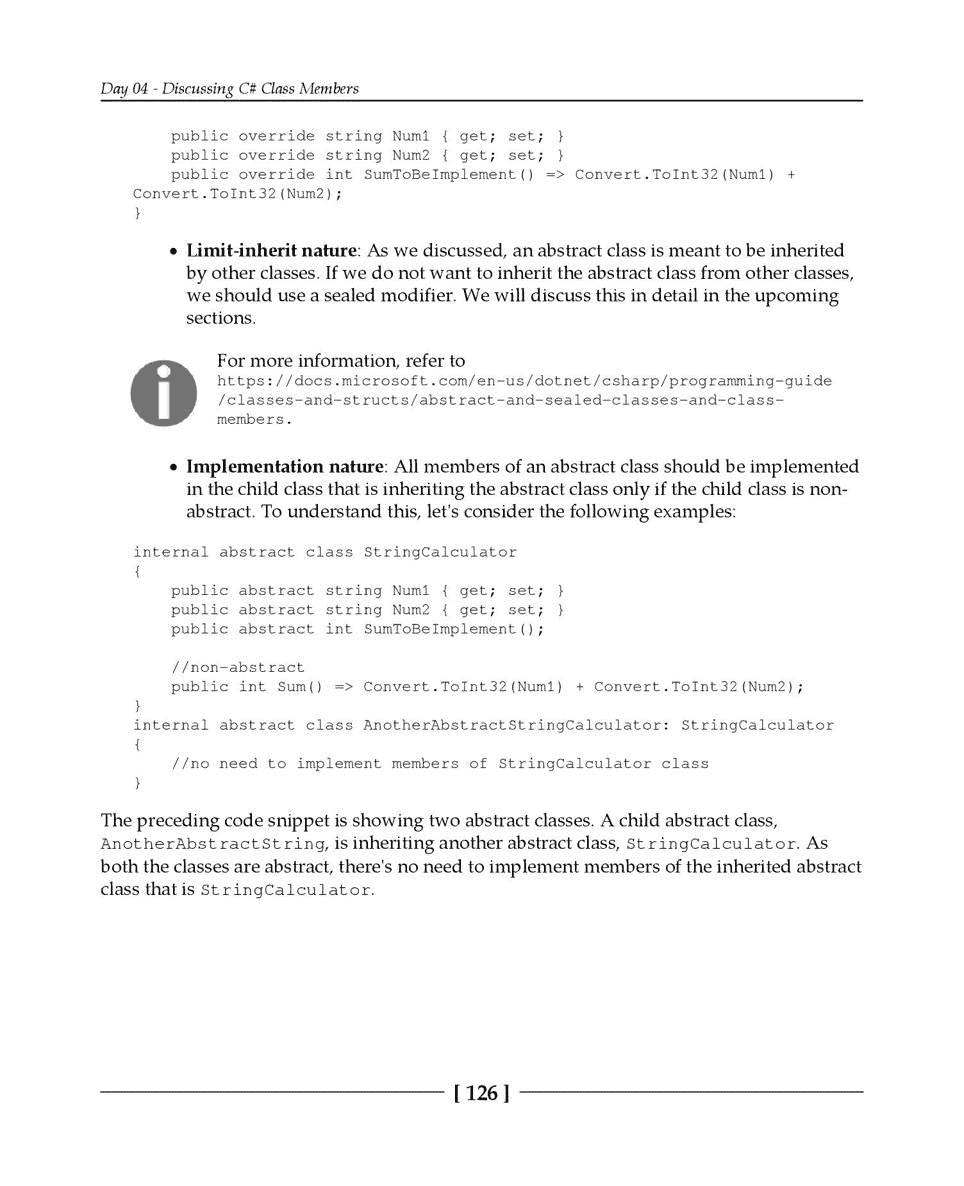 Day 04 - Discussing C# Class Members
public override string Num1 { get; set; }
public override string Num2 { get; set; }
public override int SumToBeImplement() => Convert.ToInt32(Num1) +
Convert.ToInt32(Num2);
}
• Limit-inherit nature: As we discussed, an abstract class is meant to be inherited
by other classes. If we do not want to inherit the abstract class from other classes,
we should use a sealed modifier. We will discuss this in detail in the upcoming
sections.
For more information, refer to
https://docs.microsoft.com/en-us/dotnet/csharp/programming-guide
/classes-and-structs/abstract-and-sealed-classes-and-class-
members.
• Implementation nature: All members of an abstract class should be implemented
in the child class that is inheriting the abstract class only if the child class is non-
abstract. To understand this, let's consider the following examples:
internal abstract class StringCalculator
{
public abstract string Num1 { get; set; }
public abstract string Num2 { get; set; }
public abstract int SumToBeImplement();
//non-abstract
public int Sum() => Convert.ToInt32(Num1) + Convert.ToInt32(Num2);
}
internal abstract class AnotherAbstractStringCalculator: StringCalculator
{
//no need to implement members of StringCalculator class
}
The preceding code snippet is showing two abstract classes. A child abstract class,
AnotherAbstractString, is inheriting another abstract class, StringCalculator. As
both the classes are abstract, there's no need to implement members of the inherited abstract
class that is StringCalculator.
[ 126 ]